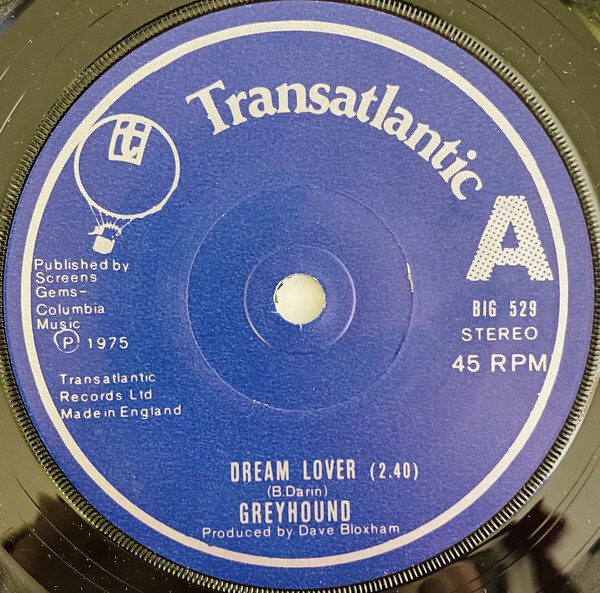 Transatlantic
A
Published by
Screens
Gems-
Columbia
Music
℗ 1975
BIG 529
STEREO
45 RPM
Transatlantic
Records Ltd
Made in England
DREAM LOVER (2.40)
(B.Darin)
GREYHOUND
Produced by Dave Bloxham